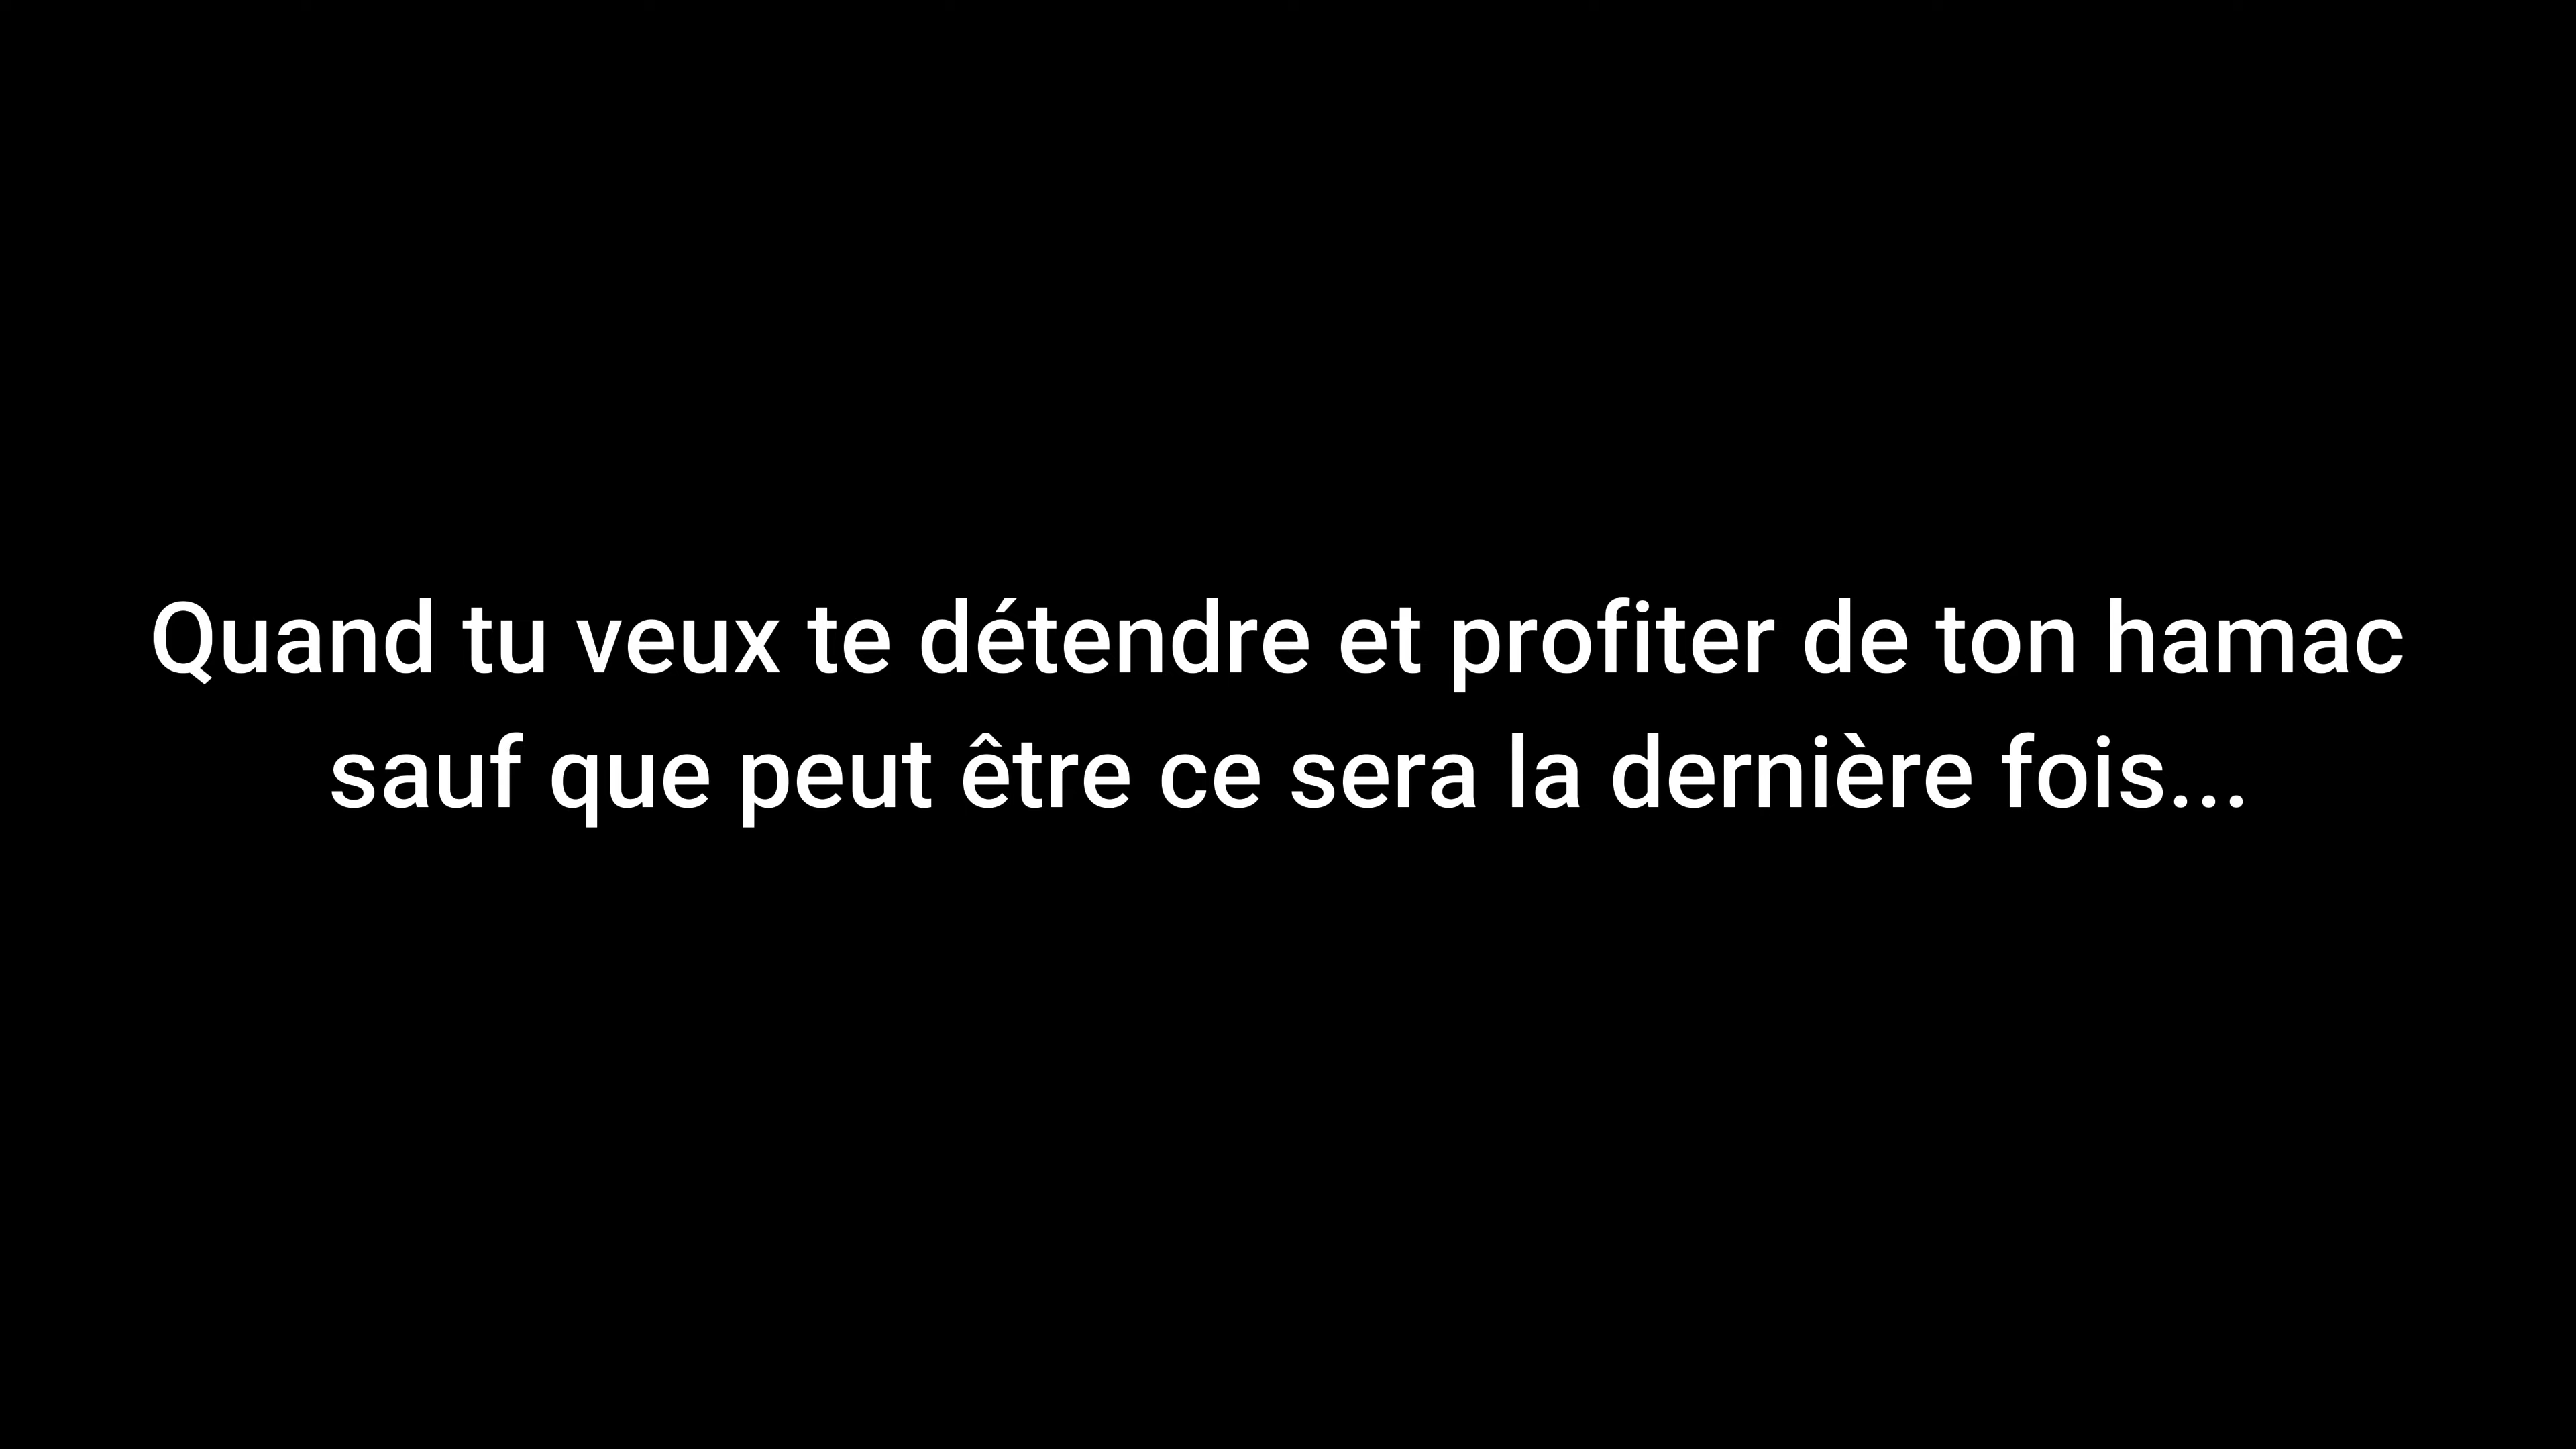 Quand tu veux te détendre et profiter de ton hamac
sauf que peut être ce sera la dernière fois...